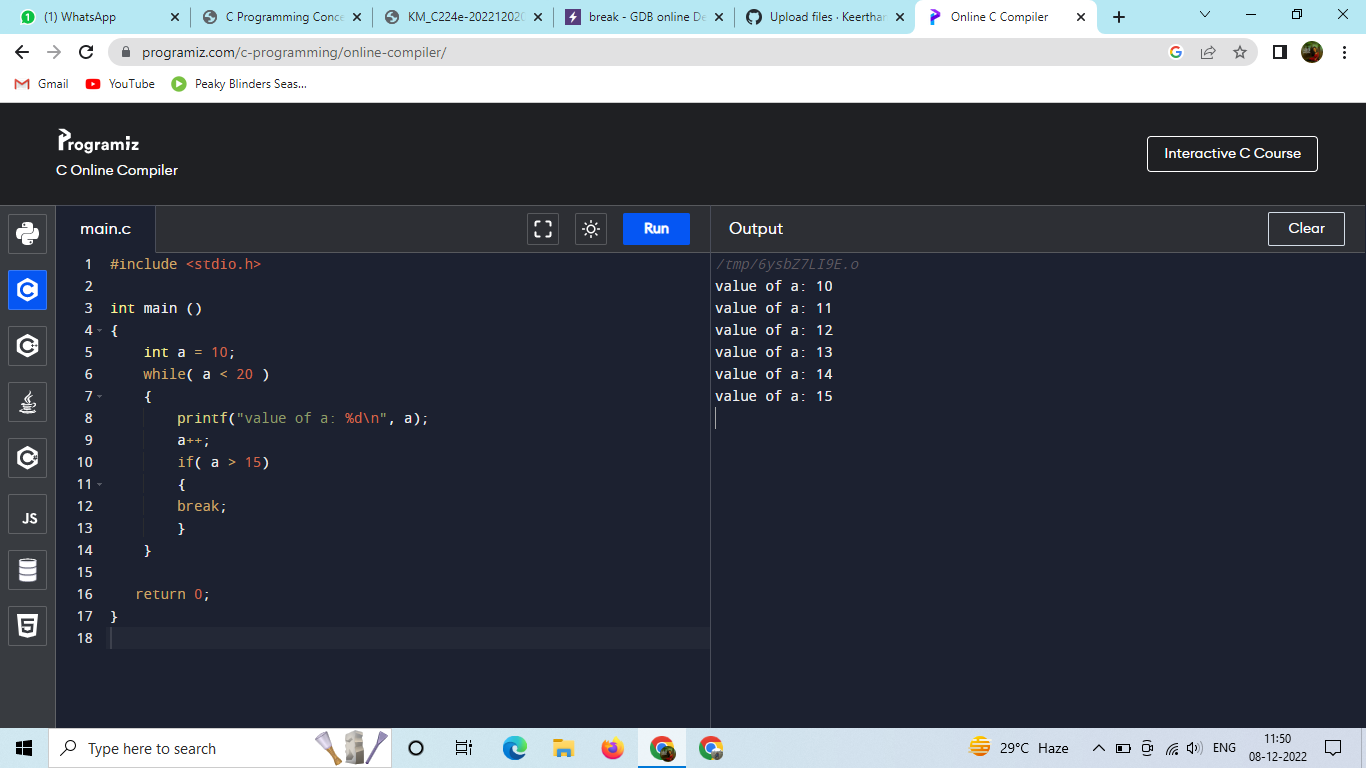 (1) WhatsApp
C Programming Conce
KM_C224e-202212020
break - GDB online De
Upload files · Keerthan
Online C Compiler
programiz.com/c-programming/online-compiler/
Gmail
YouTube
Peaky Blinders Seas...
Programiz
C Online Compiler
Interactive C Course
main.c
Run
Output
Clear
1 #include <stdio.h>
2
3 int main ()
4 {
5     int a = 10;
6     while( a < 20 )
7     {
8         printf("value of a: %d\n", a);
9         a++;
10         if( a > 15)
11         {
12         break;
13         }
14     }
15
16    return 0;
17 }
18
/tmp/6ysbZ7LI9E.o
value of a: 10
value of a: 11
value of a: 12
value of a: 13
value of a: 14
value of a: 15
JS
Type here to search
29°C Haze
ENG
11:50
08-12-2022